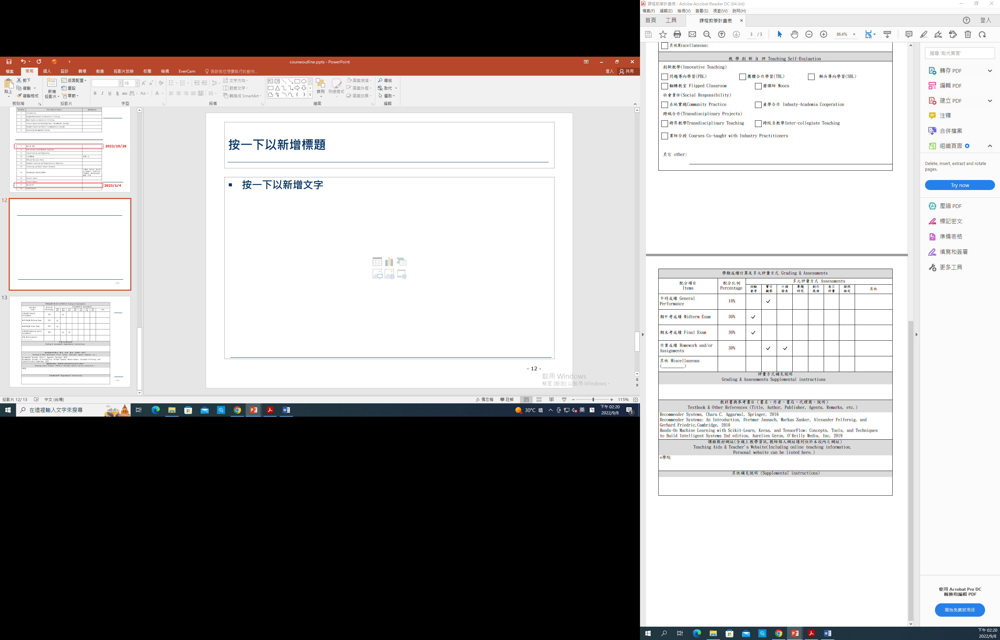 courseoutline.pptx - PowerPoint
檔案 常用 插入 設計 轉場 動畫 投影片放映 校閱 檢視 EverCam 告訴我您想要執行的動作... 登入 共用
貼上 剪下 複製 複製格式 剪貼簿
新增投影片 版面配置 重設 章節 投影片
18 字型
文字方向 對齊文字 轉換成 SmartArt 段落
排列 快速樣式 圖案填滿 圖案外框 圖案效果 繪圖
尋找 取代 選取 編輯
2022/10/26
2023/1/4
12
13
按一下以新增標題
按一下以新增文字
- 12 -
啟用 Windows
移至 [設定] 以啟用 Windows。
投影片 12/ 13 中文 (台灣) 備忘稿 註解 115%
在這裡輸入文字來搜尋 30°C 晴 英 下午 02:20 2022/9/8 3
課程教學計畫表 - Adobe Acrobat Reader DC (64-bit)
檔案(F) 編輯(E) 檢視(V) 簽署(S) 視窗(W) 說明(H)
首頁 工具 課程教學計畫表 × 登入
3 / 3 86.4%
其他Miscellaneous:
教 學 創 新 自 評 Teaching Self-Evaluation
創新教學(Innovative Teaching)
問題導向學習(PBL) 團體合作學習(TBL) 解決導向學習(SBL)
翻轉教室 Flipped Classroom 磨課師 Moocs
社會責任(Social Responsibility)
在地實踐Community Practice 產學合作 Industy-Academia Cooperation
跨域合作(Transdisciplinary Projects)
跨界教學Transdisciplinary Teaching 跨院系教學Inter-collegiate Teaching
業師合授 Courses Co-taught with Industry Practitioners
其它 other:
學期成績計算及多元評量方式 Grading & Assessments
配分項目 Items 配分比例 Percentage 多元評量方式 Assessments
測驗會考 實作觀察 口頭發表 專題研究 創作展演 卷宗評量 證照檢定 其他
平時成績 General Performance 10% ✓
期中考成績 Midterm Exam 30% ✓
期末考成績 Final Exam 30% ✓
作業成績 Homework and/or Assignments 30% ✓ ✓
其他 Miscellaneous
(__________)
評量方式補充說明
Grading & Assessments Supplemental instructions
教科書與參考書目（書名、作者、書局、代理商、說明）
Textbook & Other References (Title, Author, Publisher, Agents, Remarks, etc.)
Recommender Systems, Charu C. Aggarwal, Springer, 2016
Recommender Systems: An Introduction, Dietmar Jannach, Markus Zanker, Alexander Felfernig, and
Gerhard Friedric,Cambridge, 2010
Hands-On Machine Learning with Scikit-Learn, Keras, and TensorFlow: Concepts, Tools, and Techniques
to Build Intelligent Systems 2nd edition, Aurélien Géron, O'Reilly Media, Inc, 2019
課程教材網址(含線上教學資訊,教師個人網址請列位於本校內之網址)
Teaching Aids & Teacher's Website(Including online teaching information.
Personal website can be listed here.)
e學院
其他補充說明 (Supplemental instructions)
搜尋 '取代頁面'
轉存 PDF
編輯 PDF
建立 PDF
注釋
合併檔案
組織頁面
Delete, insert, extract and rotate
pages.
Try now
壓縮 PDF
標記密文
準備表格
填寫和簽署
更多工具
使用 Acrobat Pro DC
轉換和編輯 PDF
開始免費試用版
下午 02:20
2022/9/8